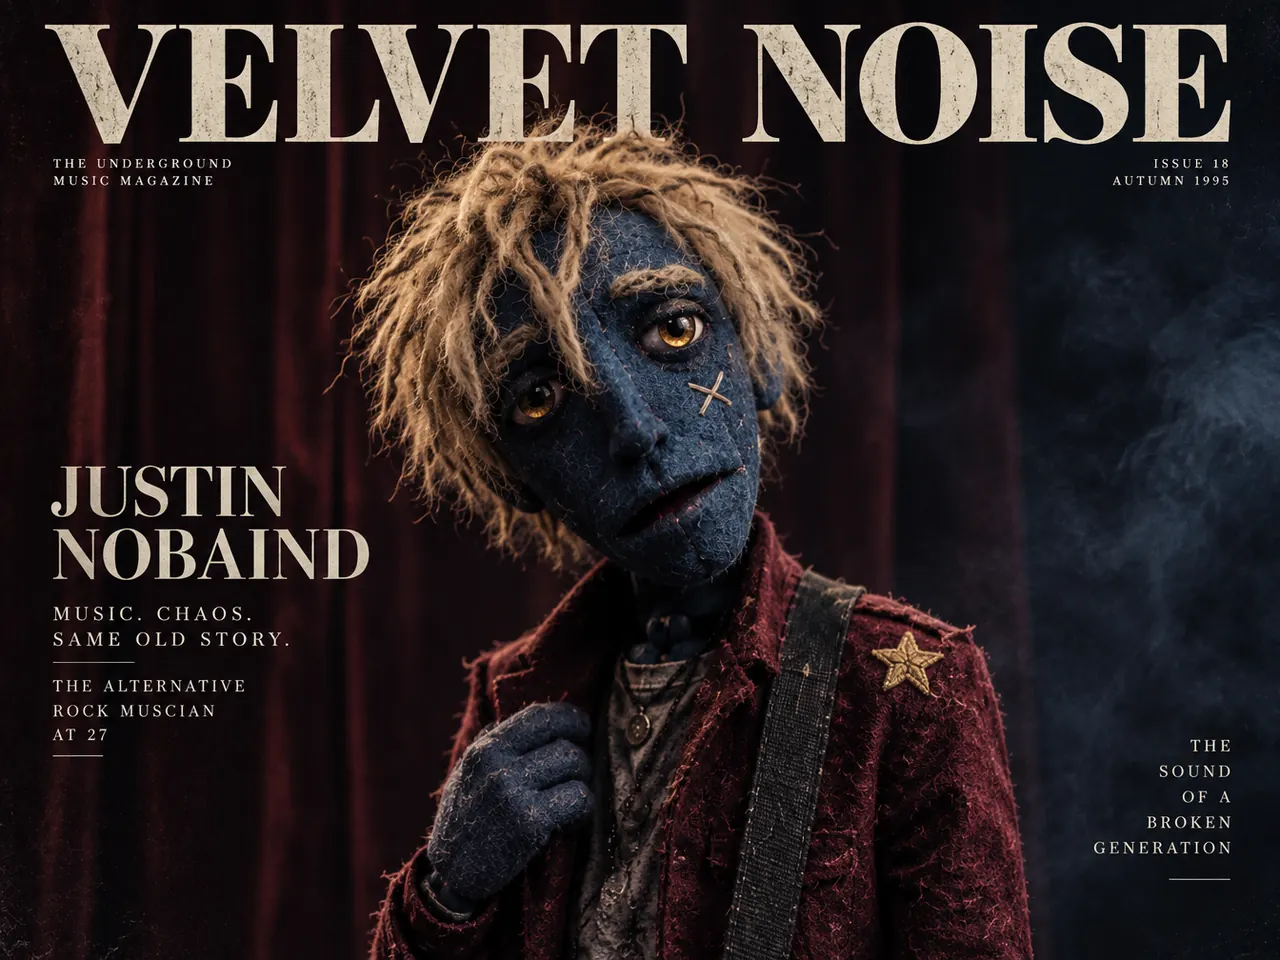 VELVET NOISE
THE UNDERGROUND
MUSIC MAGAZINE
ISSUE 18
AUTUMN 1995
JUSTIN
NOBAIND
MUSIC. CHAOS.
SAME OLD STORY.
THE ALTERNATIVE
ROCK MUSCIAN
AT 27
THE
SOUND
OF A
BROKEN
GENERATION